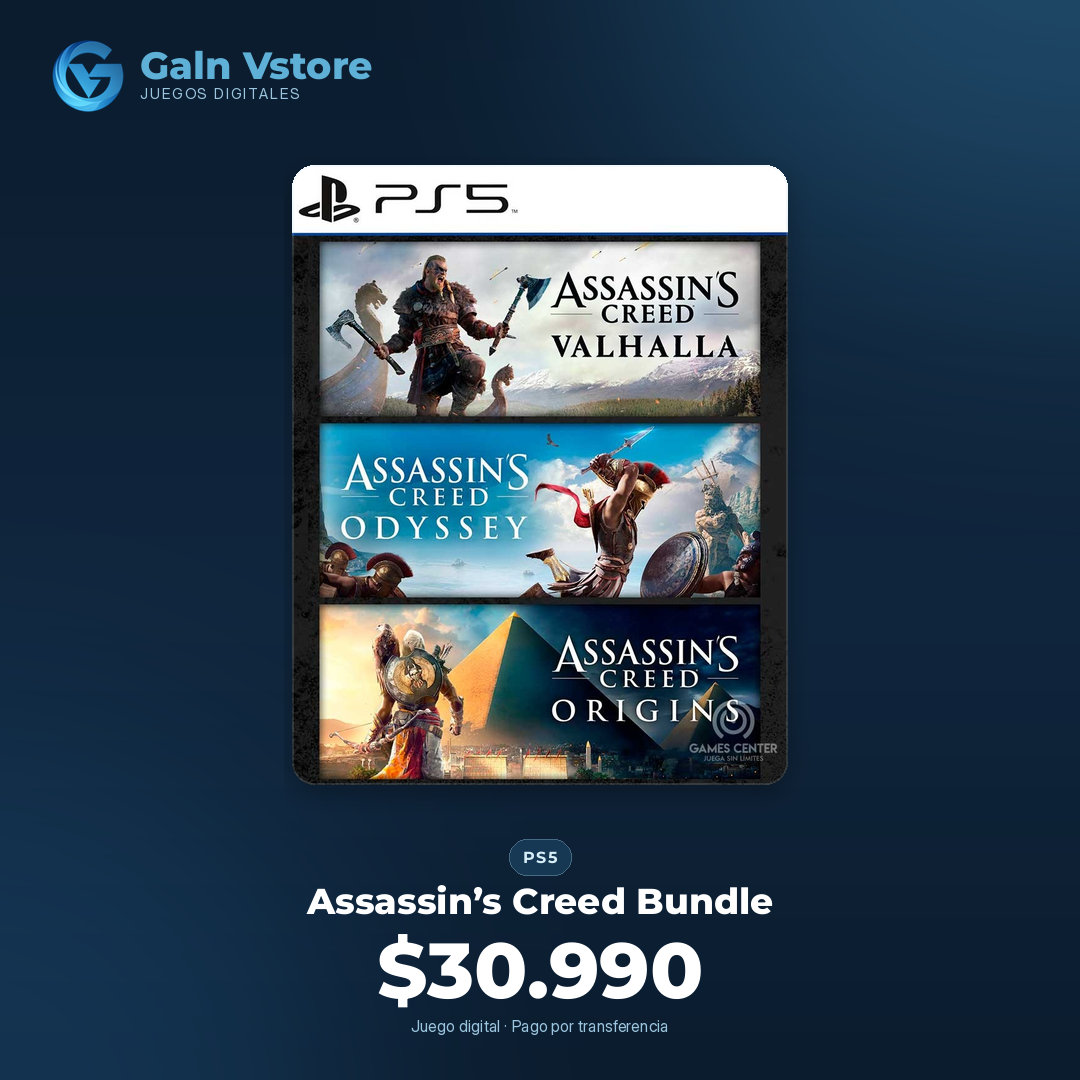 GaIn Vstore
JUEGOS DIGITALES
PS5
ASSASSIN'S
CREED
VALHALLA
ASSASSIN'S
CREED
ODYSSEY
ASSASSIN'S
CREED
ORIGINS
GAMES CENTER
JUEGA SIN LIMITES
PS5
Assassin’s Creed Bundle
$30.990
Juego digital · Pago por transferencia